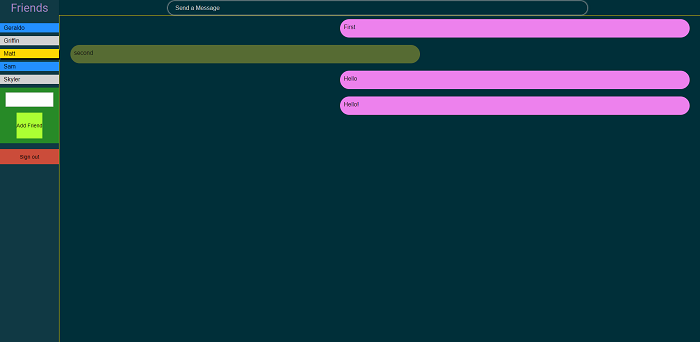 Friends
Send a Message
Geraldo
Griffin
Matt
Sam
Skyler
Add Friend
Sign out
First
second
Hello
Hello!